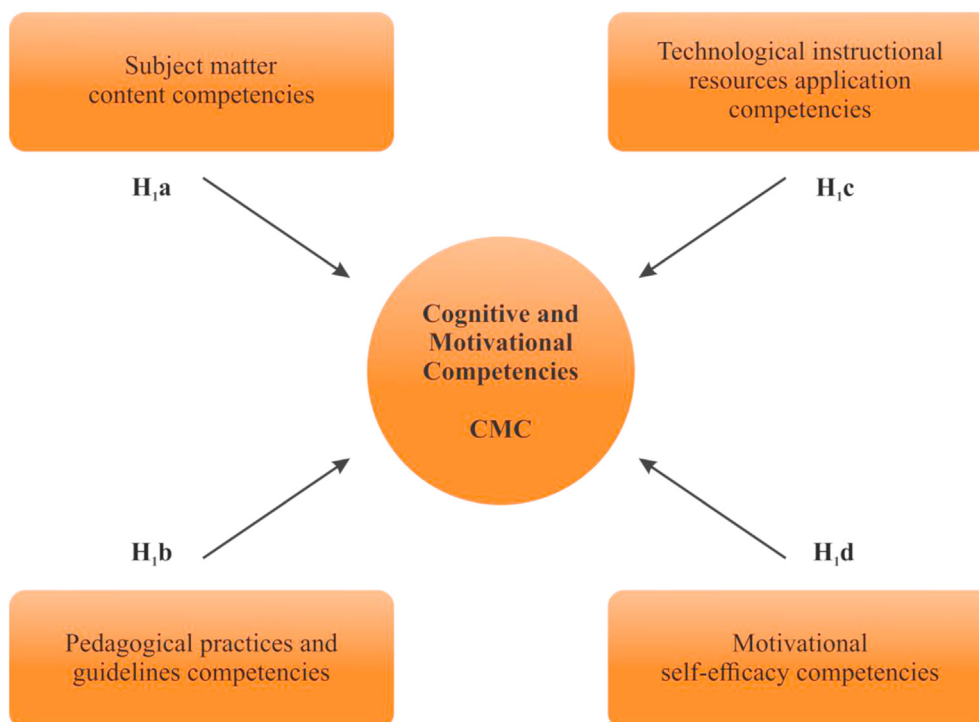 Subject matter
content competencies
Technological instructional
resources application
competencies
H₁a
H₁c
Cognitive and
Motivational
Competencies
CMC
H₁b
H₁d
Pedagogical practices and
guidelines competencies
Motivational
self-efficacy competencies